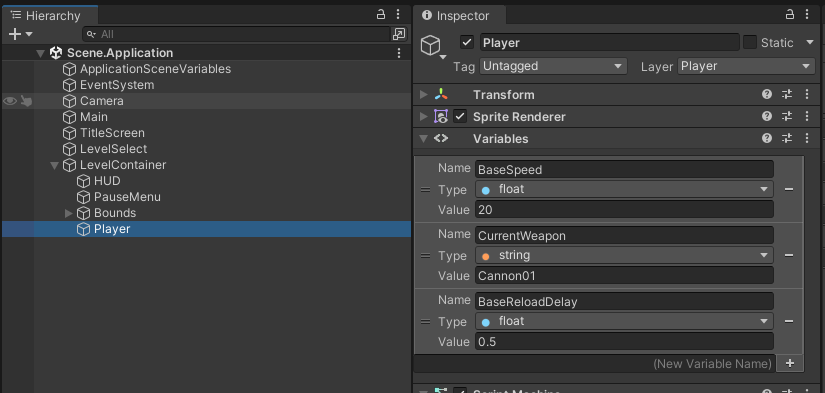 Hierarchy
All
Scene.Application
ApplicationSceneVariables
EventSystem
Camera
Main
TitleScreen
LevelSelect
LevelContainer
HUD
PauseMenu
Bounds
Player
Inspector
Player
Static
Tag Untagged Layer Player
Transform
Sprite Renderer
Variables
Name BaseSpeed
Type float
Value 20
Name CurrentWeapon
Type string
Value Cannon01
Name BaseReloadDelay
Type float
Value 0.5
(New Variable Name)
Script Machine